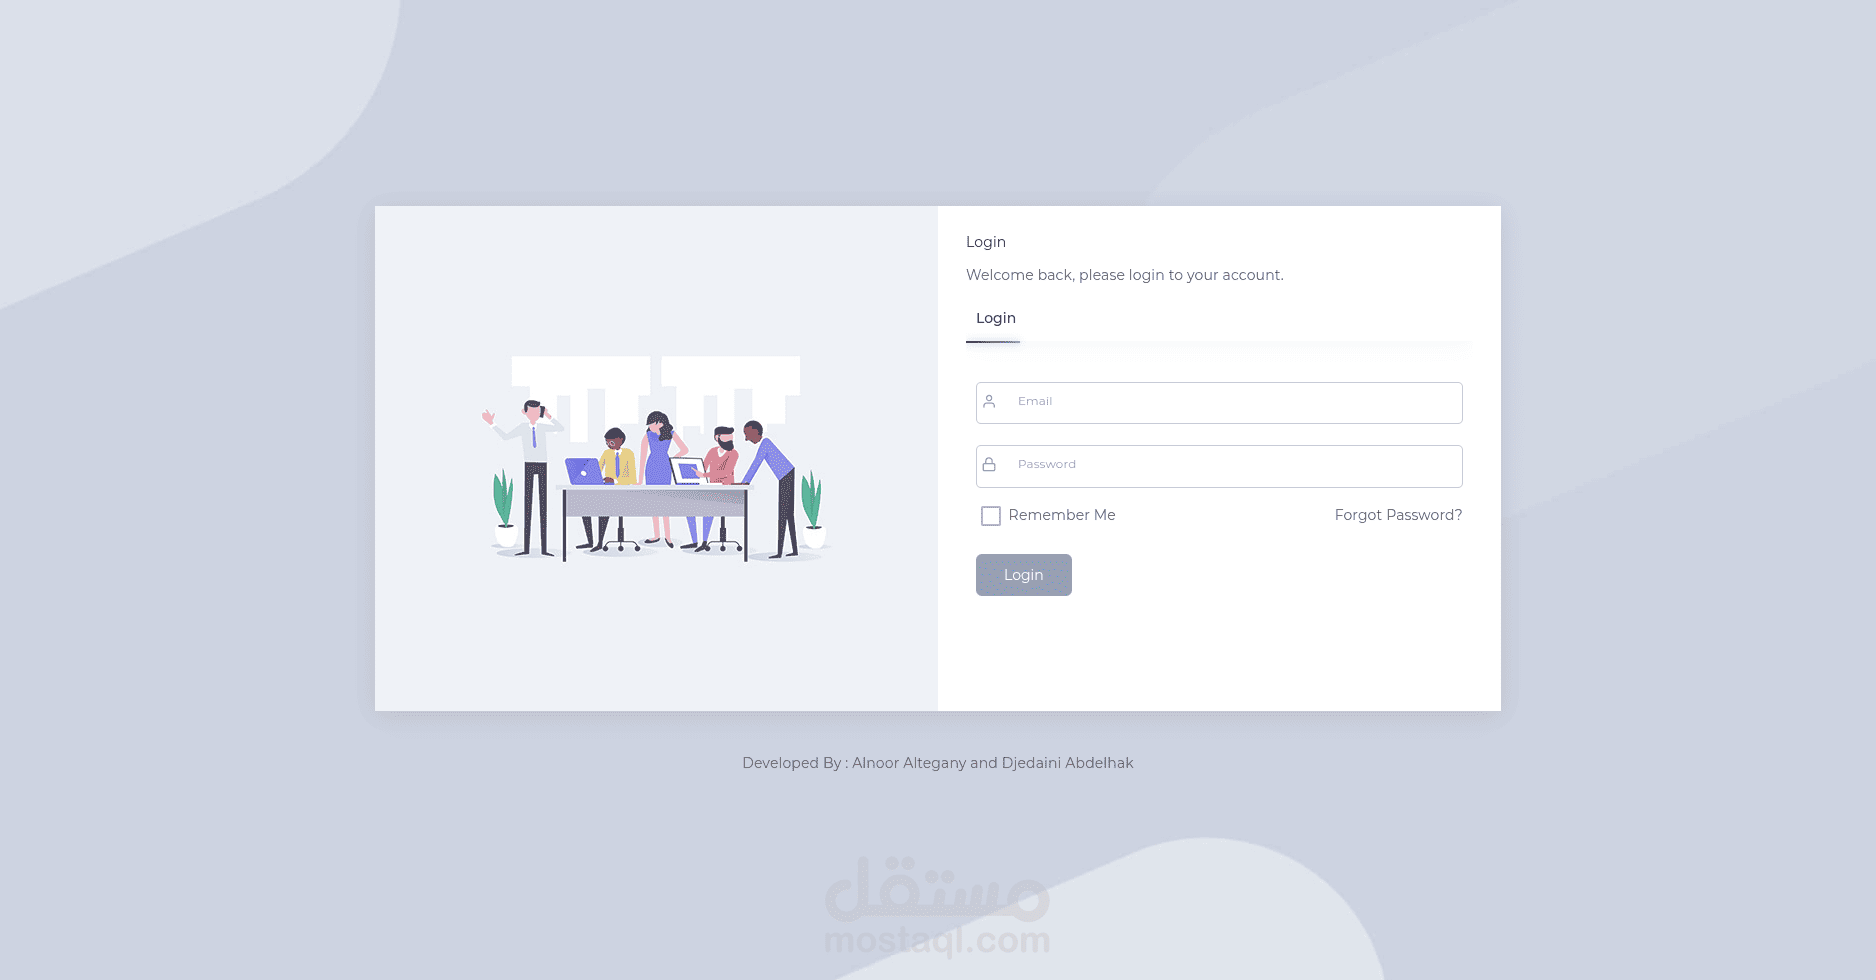 Login
Welcome back, please login to your account.
Login
Email
Password
Remember Me
Forgot Password?
Login
Developed By : Alnoor Altegany and Djedaini Abdelhak
مستقل
mostaql.com